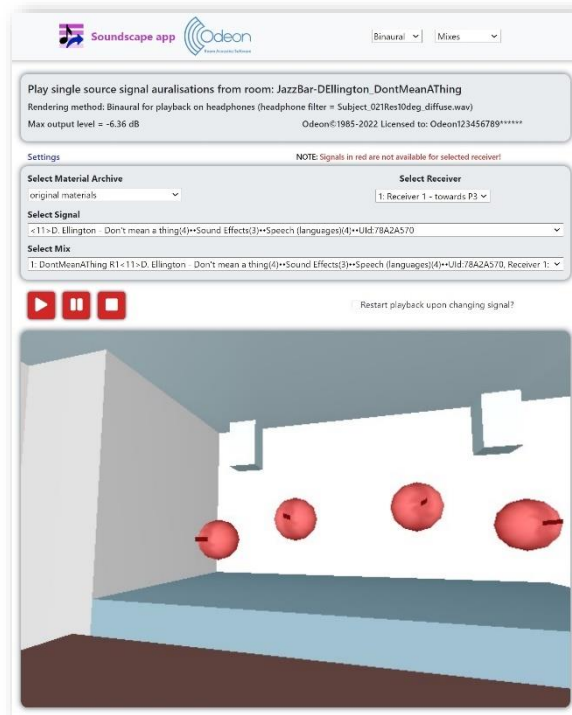 Soundscape app
Odeon
Room Acoustics Software
Binaural
Mixes
Play single source signal auralisations from room: JazzBar-DEllington_DontMeanAThing
Rendering method: Binaural for playback on headphones (headphone filter = Subject_021Res10deg_diffuse.wav)
Max output level = -6.36 dB
Odeon©1985-2022 Licensed to: Odeon123456789******
Settings
NOTE: Signals in red are not available for selected receiver!
Select Material Archive
Select Receiver
original materials
1: Receiver 1 - towards P3
Select Signal
<11>D. Ellington - Don't mean a thing(4)••Sound Effects(3)••Speech (languages)(4)••UId:78A2A570
Select Mix
1: DontMeanAThing R1<11>D. Ellington - Don't mean a thing(4)••Sound Effects(3)••Speech (languages)(4)••UId:78A2A570, Receiver 1:
Restart playback upon changing signal?